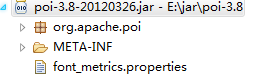 poi-3.8-20120326.jar - E:\jar\poi-3.8
org.apache.poi
META-INF
font_metrics.properties